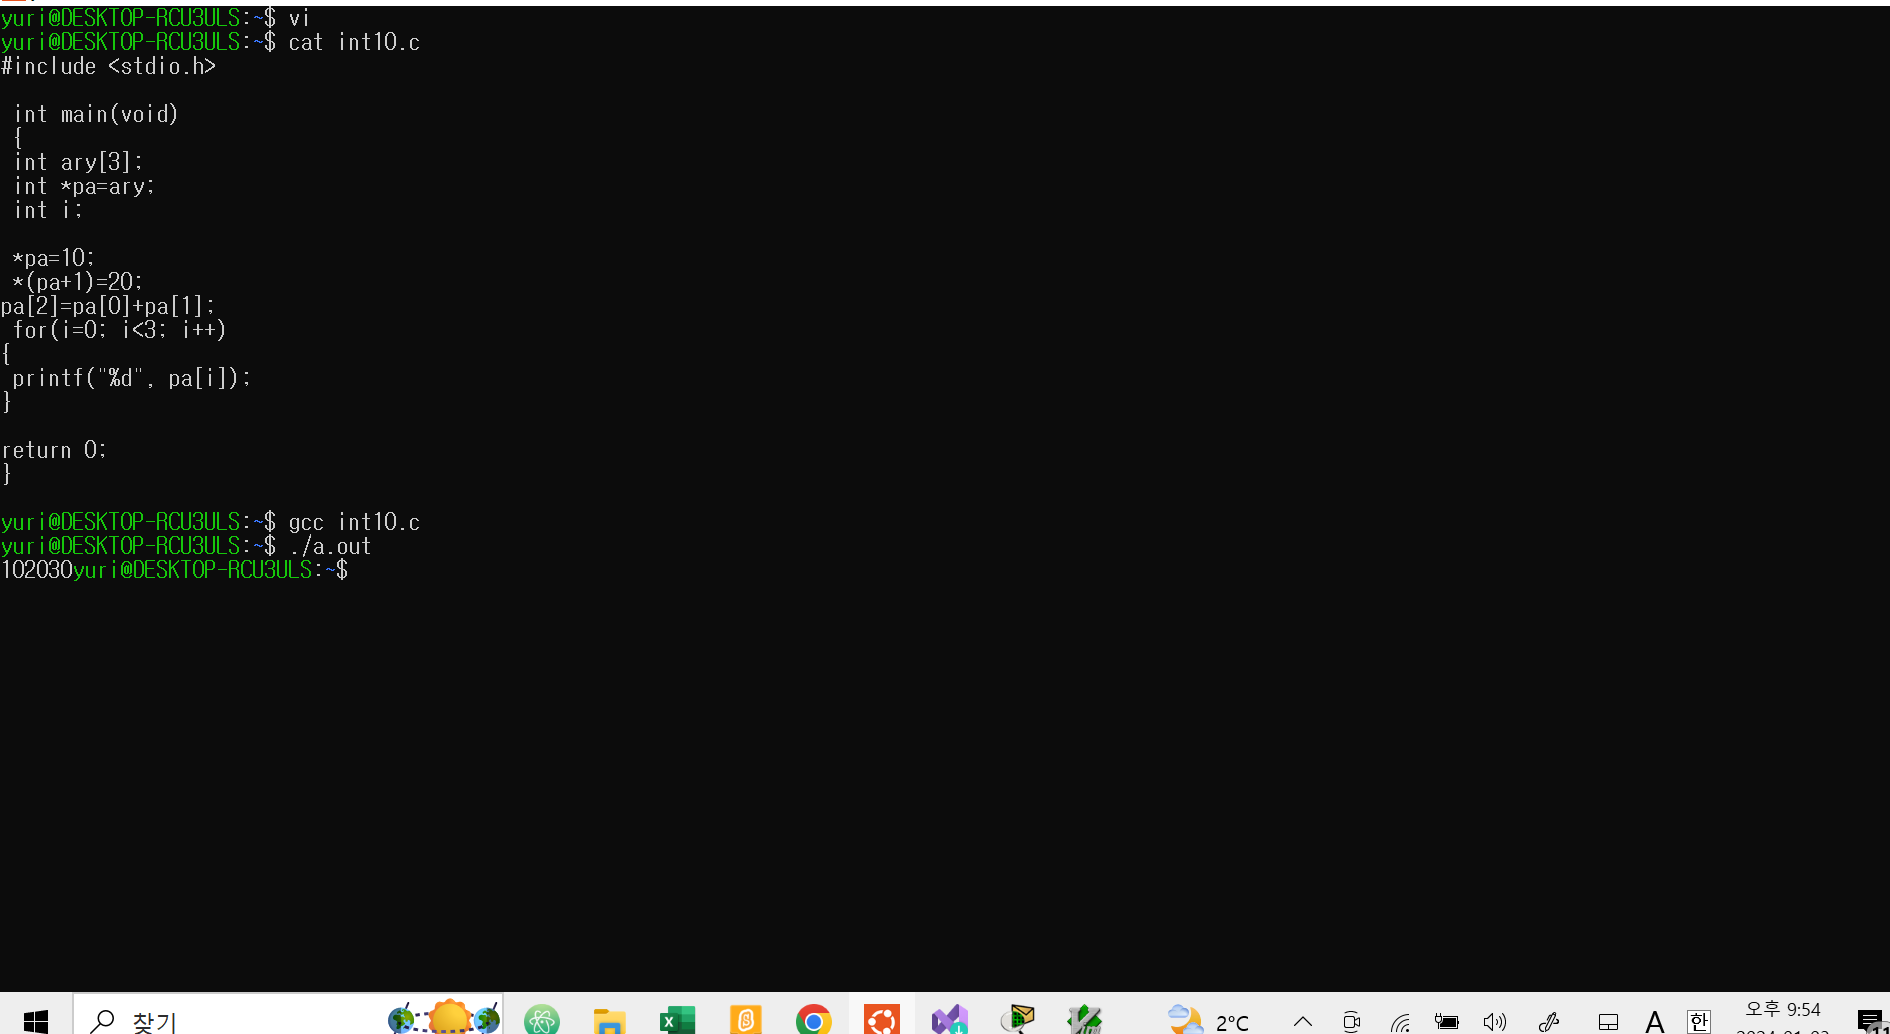 yuri@DESKTOP-RCU3ULS:~$ vi
yuri@DESKTOP-RCU3ULS:~$ cat int10.c
#include <stdio.h>
int main(void)
{
int ary[3];
int *pa=ary;
int i;
*pa=10;
*(pa+1)=20;
pa[2]=pa[0]+pa[1];
for(i=0; i<3; i++)
{
printf("%d", pa[i]);
}
return 0;
}
yuri@DESKTOP-RCU3ULS:~$ gcc int10.c
yuri@DESKTOP-RCU3ULS:~$ ./a.out
102030yuri@DESKTOP-RCU3ULS:~$
찾기
2°C
A
한
오후 9:54